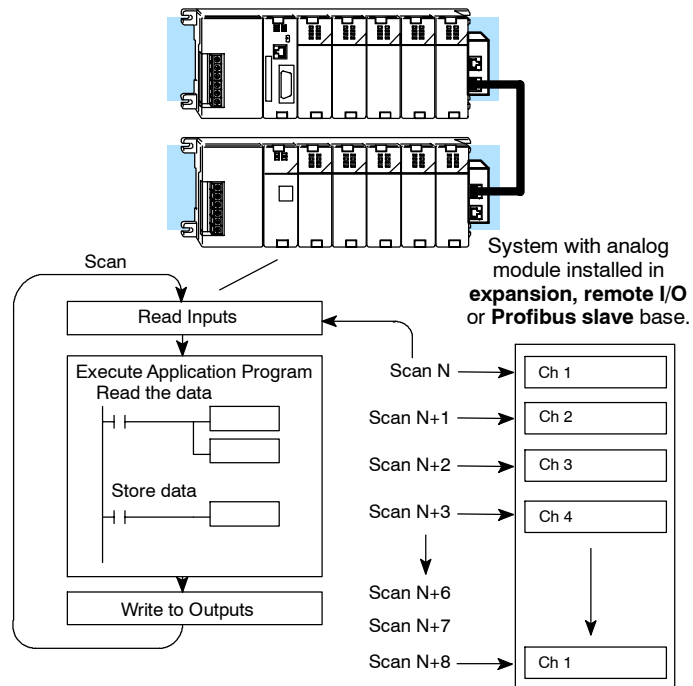 System with analog
module installed in
expansion, remote I/O
or Profibus slave base.
Scan
Read Inputs
Execute Application Program
Read the data
Store data
Write to Outputs
Scan N
Ch 1
Scan N+1
Ch 2
Scan N+2
Ch 3
Scan N+3
Ch 4
Scan N+6
Scan N+7
Scan N+8
Ch 1